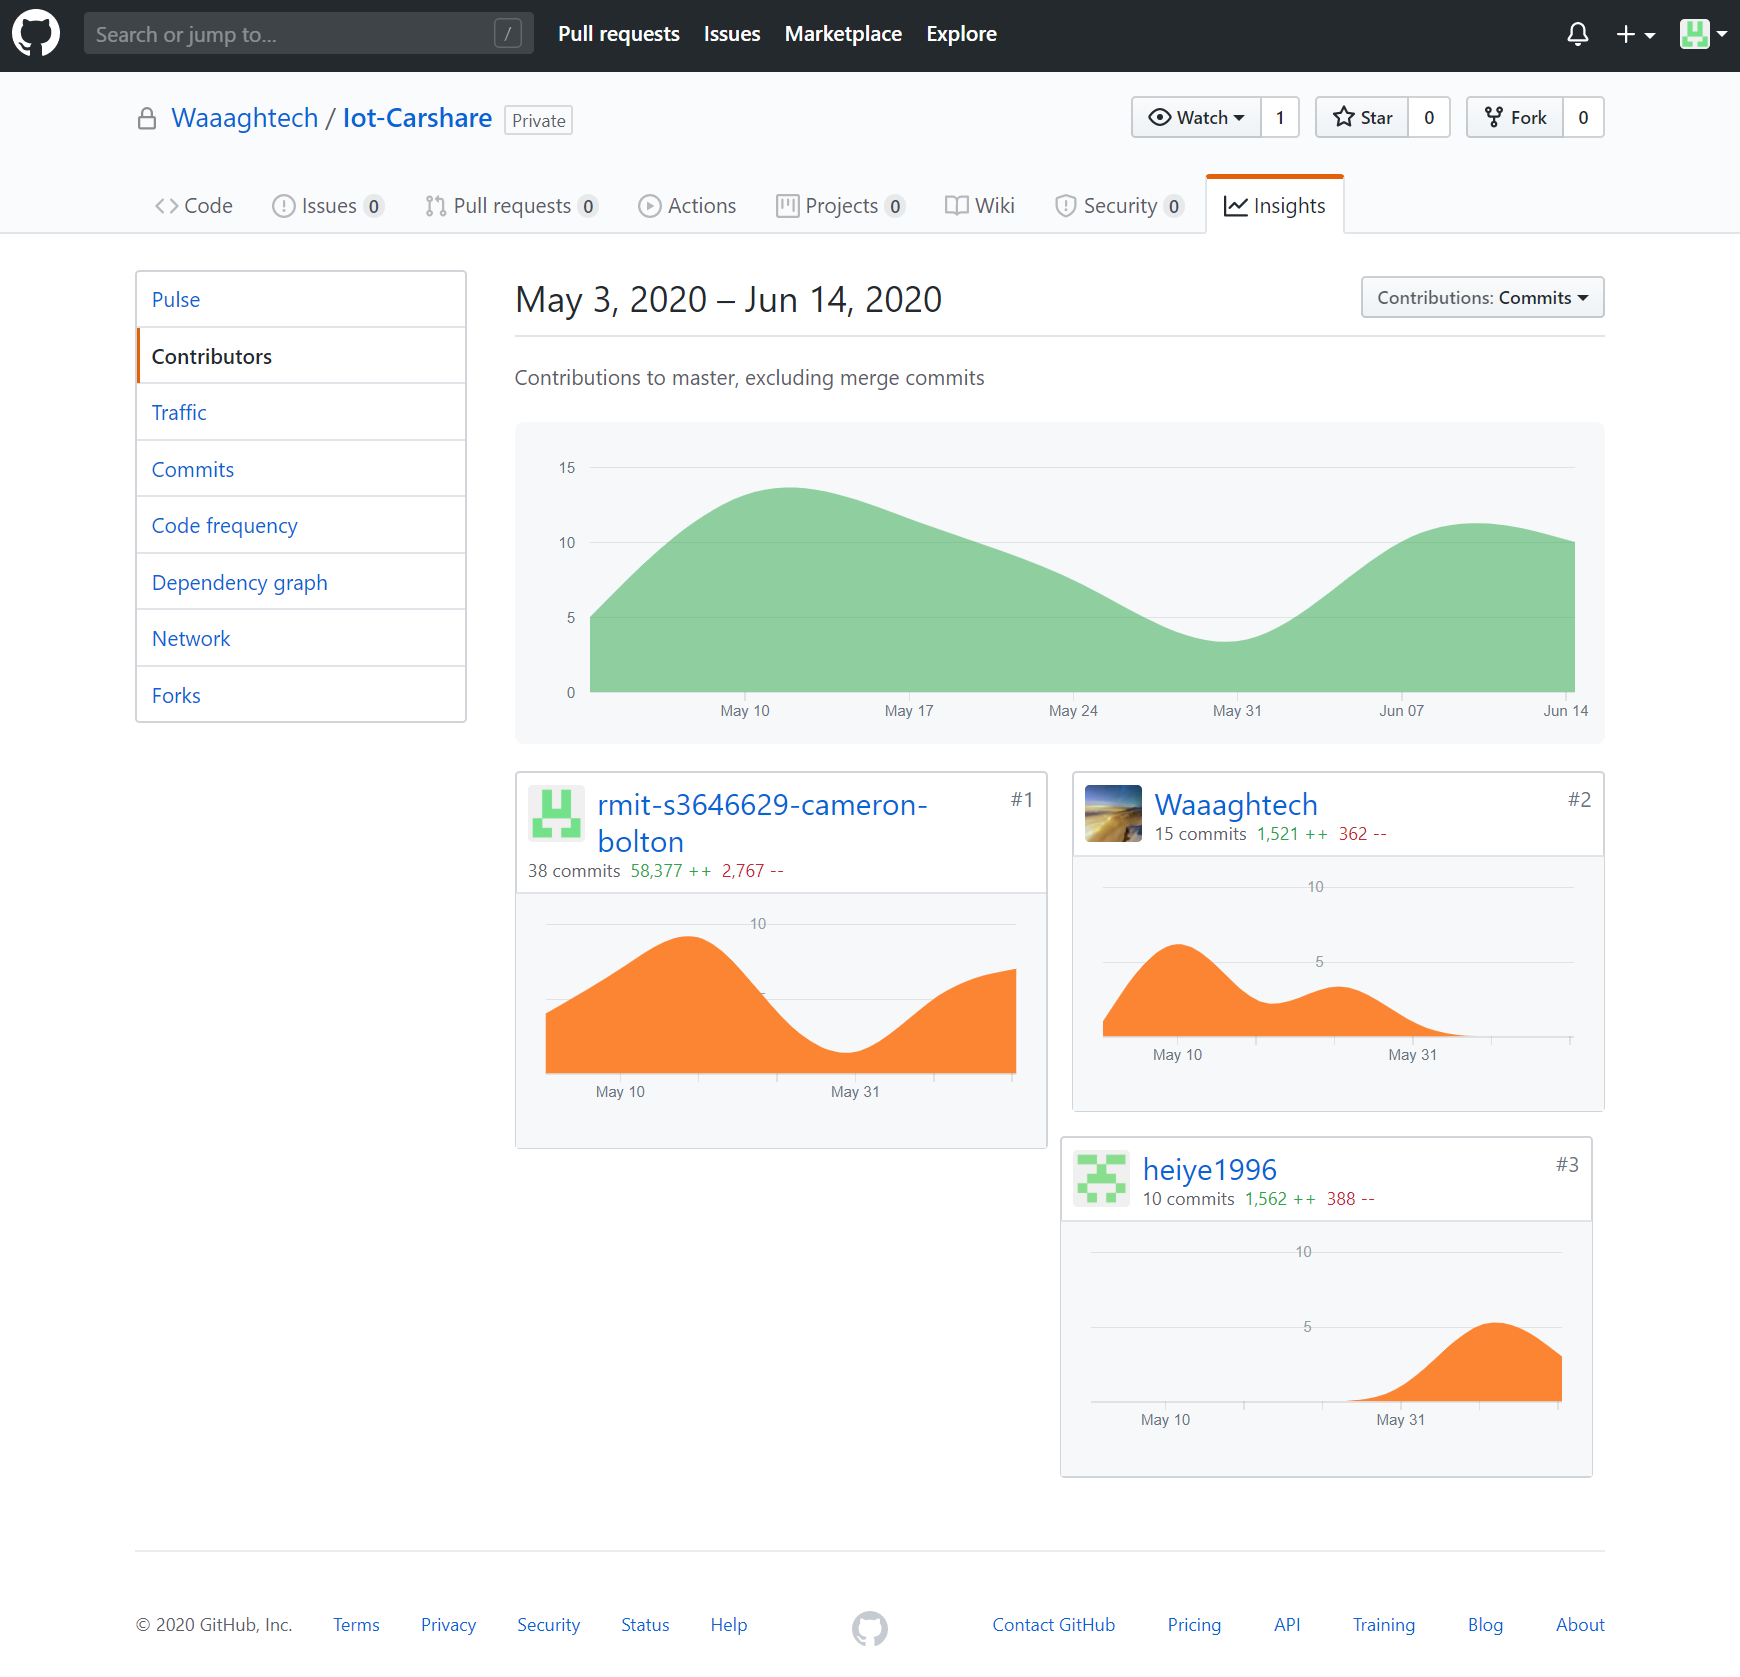 Search or jump to... /
Pull requests Issues Marketplace Explore
Waaaghtech / Iot-Carshare Private
Watch 1 Star 0 Fork 0
Code Issues 0 Pull requests 0 Actions Projects 0 Wiki Security 0 Insights
Pulse
Contributors
Traffic
Commits
Code frequency
Dependency graph
Network
Forks
May 3, 2020 – Jun 14, 2020
Contributions: Commits
Contributions to master, excluding merge commits
15
10
5
0
May 10 May 17 May 24 May 31 Jun 07 Jun 14
rmit-s3646629-cameron-
bolton
#1
38 commits 58,377 ++ 2,767 --
10
May 10 May 31
Waaaghtech #2
15 commits 1,521 ++ 362 --
10
5
May 10 May 31
heiye1996 #3
10 commits 1,562 ++ 388 --
10
5
May 10 May 31
© 2020 GitHub, Inc. Terms Privacy Security Status Help Contact GitHub Pricing API Training Blog About